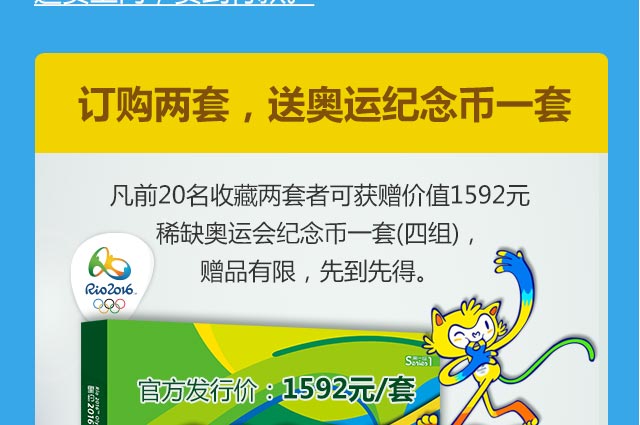 订购两套，送奥运纪念币一套
凡前20名收藏两套者可获赠价值1592元
稀缺奥运会纪念币一套(四组)，
赠品有限，先到先得。
Rio2016
Series1
官方发行价：1592元/套